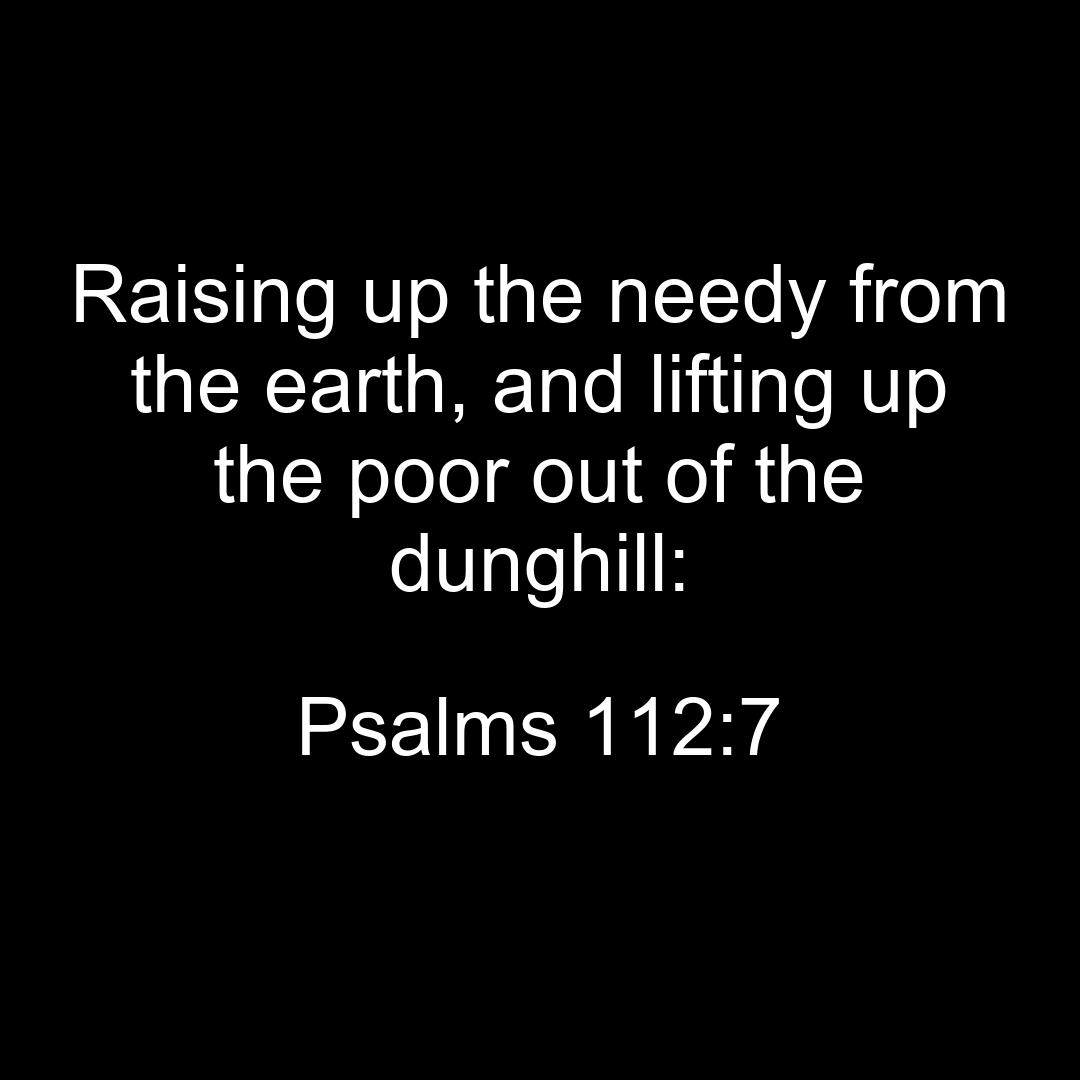 Raising up the needy from
the earth, and lifting up
the poor out of the
dunghill:
Psalms 112:7